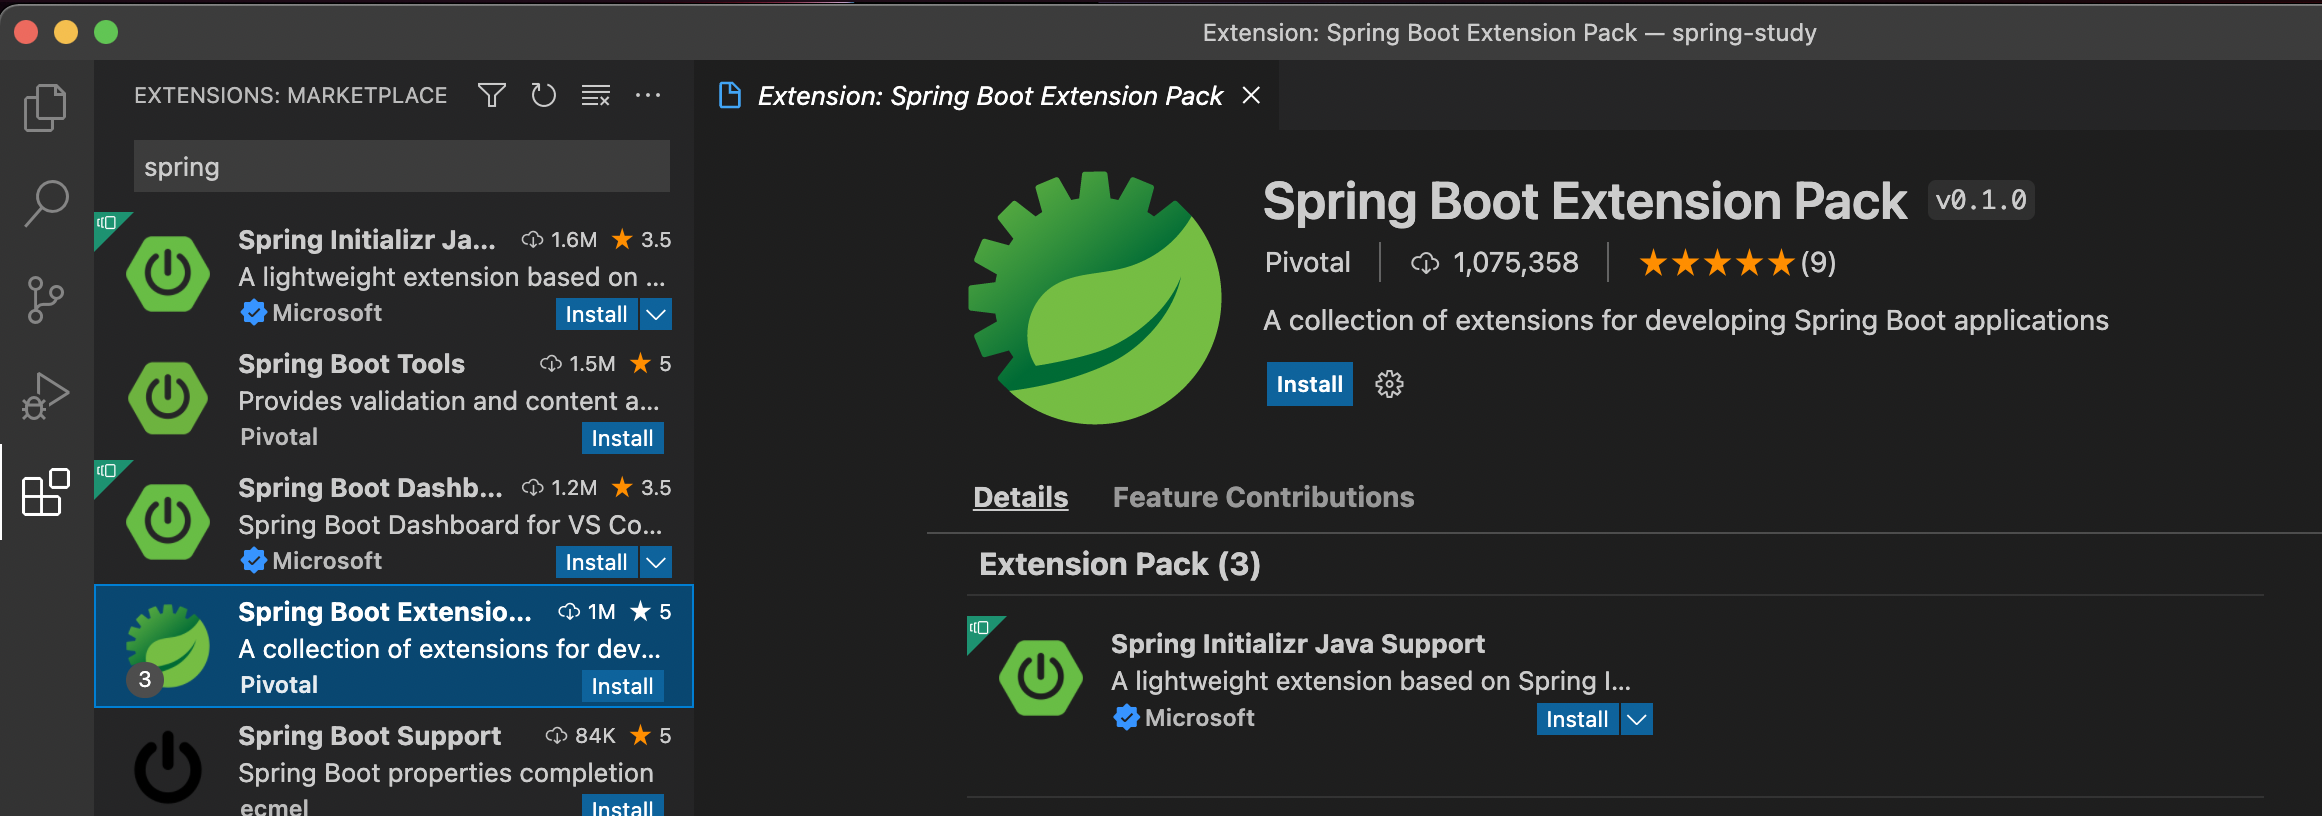 Extension: Spring Boot Extension Pack — spring-study
EXTENSIONS: MARKETPLACE
spring
Spring Initializr Ja... 1.6M 3.5
A lightweight extension based on ...
Microsoft Install
Spring Boot Tools 1.5M 5
Provides validation and content a...
Pivotal Install
Spring Boot Dashb... 1.2M 3.5
Spring Boot Dashboard for VS Co...
Microsoft Install
Spring Boot Extensio... 1M 5
A collection of extensions for dev...
3 Pivotal Install
Spring Boot Support 84K 5
Spring Boot properties completion
ecmel Install
Extension: Spring Boot Extension Pack
Spring Boot Extension Pack v0.1.0
Pivotal 1,075,358 (9)
A collection of extensions for developing Spring Boot applications
Install
Details Feature Contributions
Extension Pack (3)
Spring Initializr Java Support
A lightweight extension based on Spring I...
Microsoft Install